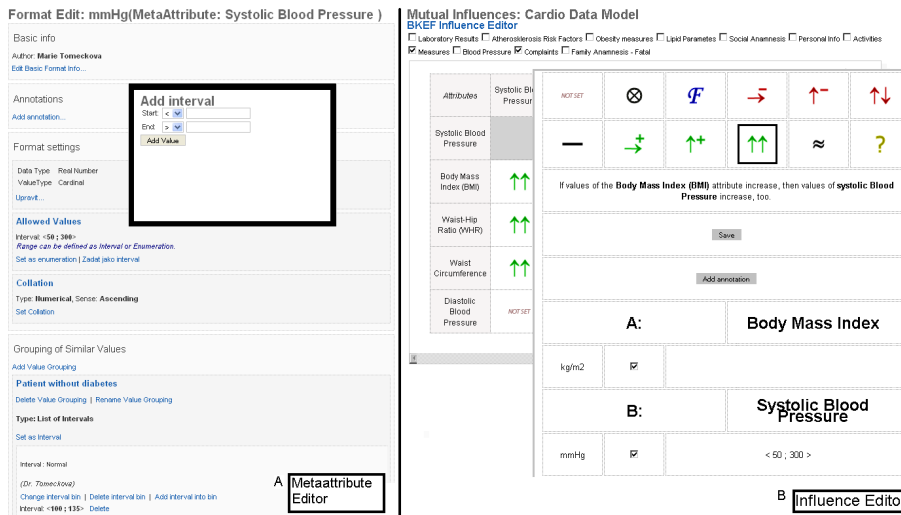 Format Edit: mmHg(MetaAttribute: Systolic Blood Pressure )
Basic info
Author: Marie Tomeckova
Edit Basic Format Info...
Annotations
Add annotation...
Format settings
Data Type Real Number
ValueType Cardinal
Upravit...
Allowed Values
Interval: <50 ; 300>
Range can be defined as Interval or Enumeration.
Set as enumeration | Zadat jako interval
Collation
Type: Numerical, Sense: Ascending
Set Collation
Grouping of Similar Values
Add Value Grouping
Patient without diabetes
Delete Value Grouping | Rename Value Grouping
Type: List of Intervals
Set as Interval
Interval : Normal
(Dr. Tomeckova)
Change interval bin | Delete interval bin | Add interval into bin
Interval: <100 ; 135> Delete
Add interval
Start: <
End: >
Add Value
A Metaattribute
Editor
Mutual Influences: Cardio Data Model
BKEF Influence Editor
Laboratory Results Atherosklerosis Risk Factors Obesity measures Lipid Parametes Social Anamnesis Personal Info Activities
Measures Blood Pressure Complaints Family Anamnesis - Fatal
Attributes
Systolic Bl
Pressur
Systolic Blood
Pressure
Body Mass
Index (BMI)
↑↑
Waist-Hip
Ratio (WHR)
↑↑
Waist
Circumference
↑↑
Diastolic
Blood
Pressure
NOT SET
NOT SET ⊗ F →- ↑- ↑↓
— →+ ↑+ ↑↑ ≈ ?
If values of the Body Mass Index (BMI) attribute increase, then values of systolic Blood
Pressure increase, too.
Save
Add annotation
A: Body Mass Index
kg/m2
B: Systolic Blood
Pressure
mmHg < 50 ; 300 >
B Influence Edito